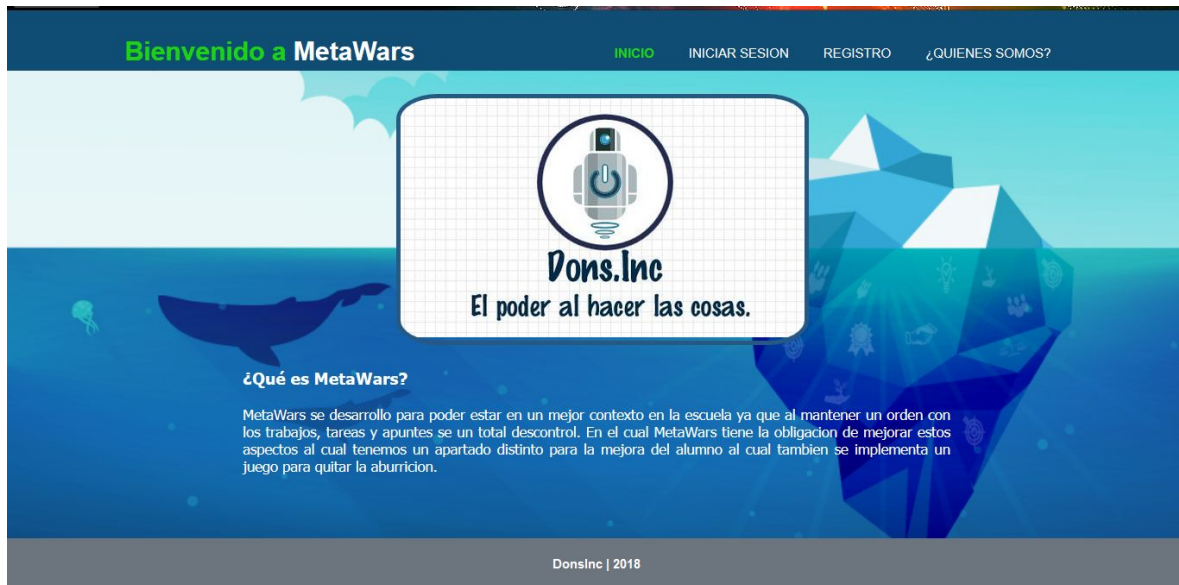 Bienvenido a MetaWars
INICIO INICIAR SESION REGISTRO ¿QUIENES SOMOS?
Dons.Inc
El poder al hacer las cosas.
¿Qué es MetaWars?
MetaWars se desarrollo para poder estar en un mejor contexto en la escuela ya que al mantener un orden con
los trabajos, tareas y apuntes se un total descontrol. En el cual MetaWars tiene la obligacion de mejorar estos
aspectos al cual tenemos un apartado distinto para la mejora del alumno al cual tambien se implementa un
juego para quitar la aburricion.
DonsInc | 2018